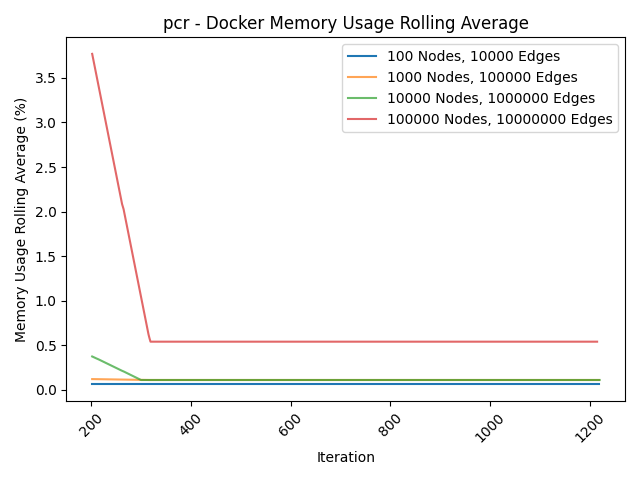 pcr - Docker Memory Usage Rolling Average
100 Nodes, 10000 Edges
1000 Nodes, 100000 Edges
10000 Nodes, 1000000 Edges
100000 Nodes, 10000000 Edges
Memory Usage Rolling Average (%)
3.5
3.0
2.5
2.0
1.5
1.0
0.5
0.0
200
400
600
800
1000
1200
Iteration